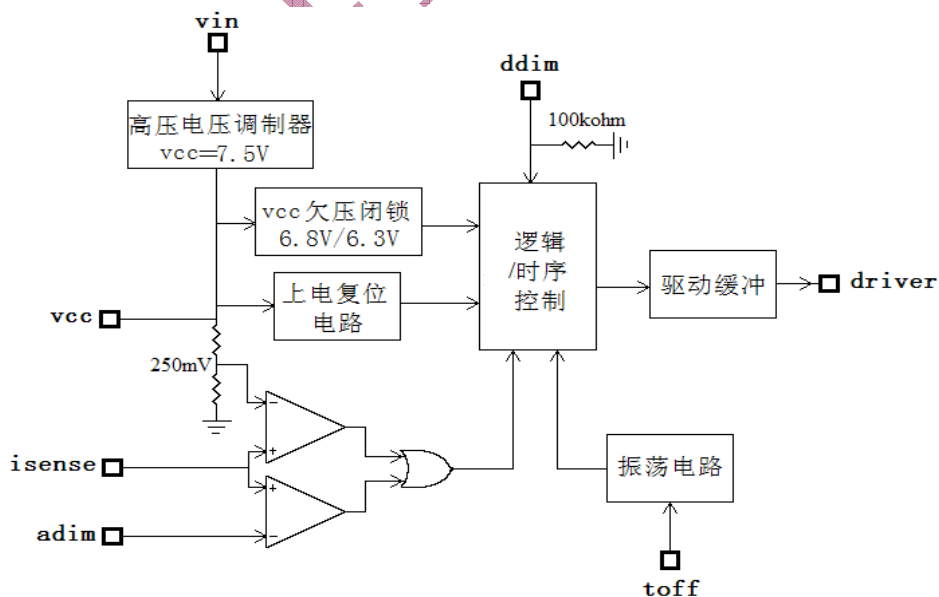 vin
ddim
100kohm
高压电压调制器
vcc=7.5V
vcc欠压闭锁
6.8V/6.3V
逻辑
/时序
控制
上电复位
电路
驱动缓冲
driver
vcc
250mV
-
+
isense
+
-
adim
振荡电路
toff